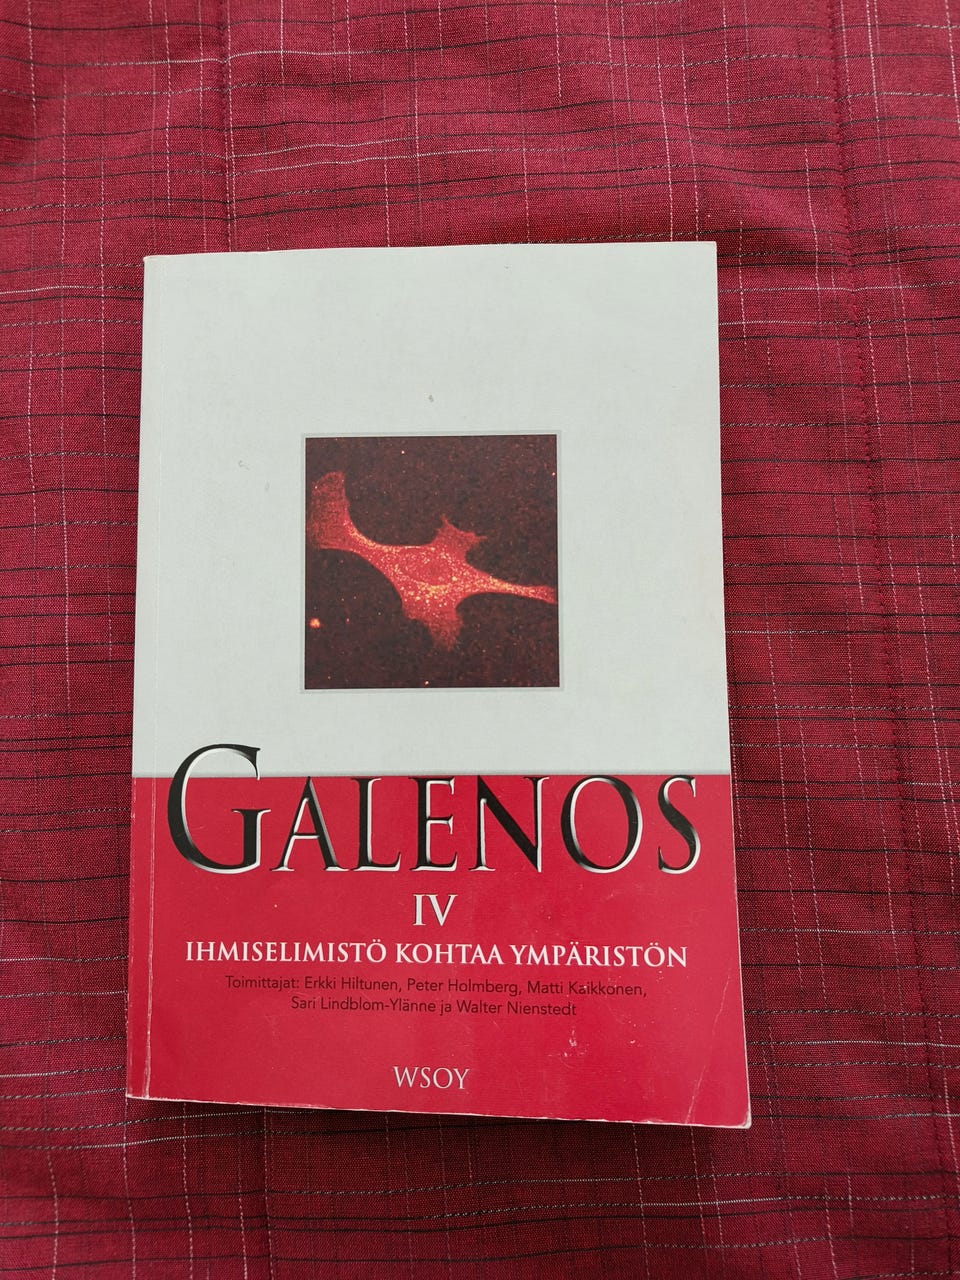 GALENOS
IV
IHMISELIMISTÖ KOHTAA YMPÄRISTÖN
Toimittajat: Erkki Hiltunen, Peter Holmberg, Matti Kaikkonen,
Sari Lindblom-Ylänne ja Walter Nienstedt
WSOY